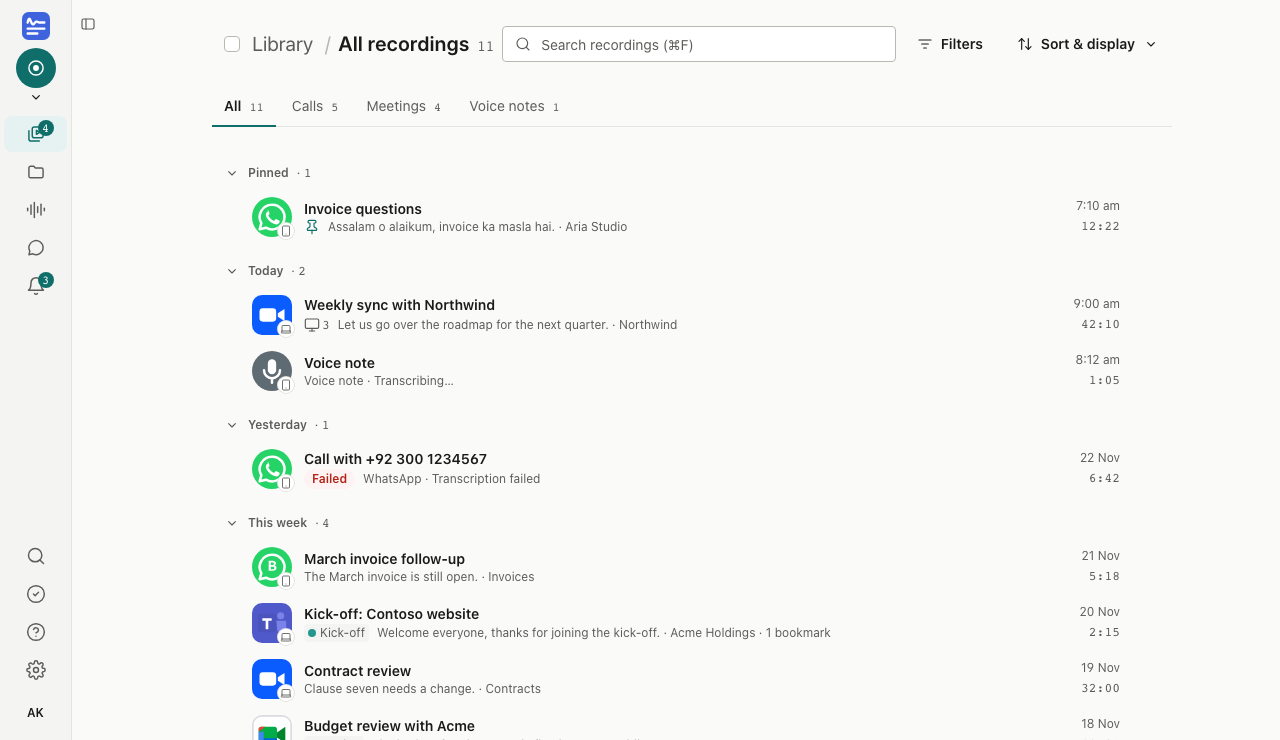 Library / All recordings 11
Search recordings (⌘F)
Filters
Sort & display
All 11
Calls 5
Meetings 4
Voice notes 1
4
3
AK
Pinned · 1
Invoice questions
7:10 am
Assalam o alaikum, invoice ka masla hai. · Aria Studio
12:22
Today · 2
Weekly sync with Northwind
9:00 am
3 Let us go over the roadmap for the next quarter. · Northwind
42:10
Voice note
8:12 am
Voice note · Transcribing...
1:05
Yesterday · 1
Call with +92 300 1234567
22 Nov
Failed WhatsApp · Transcription failed
6:42
This week · 4
B
March invoice follow-up
21 Nov
The March invoice is still open. · Invoices
5:18
T
Kick-off: Contoso website
20 Nov
Kick-off Welcome everyone, thanks for joining the kick-off. · Acme Holdings · 1 bookmark
2:15
Contract review
19 Nov
Clause seven needs a change. · Contracts
32:00
Budget review with Acme
18 Nov